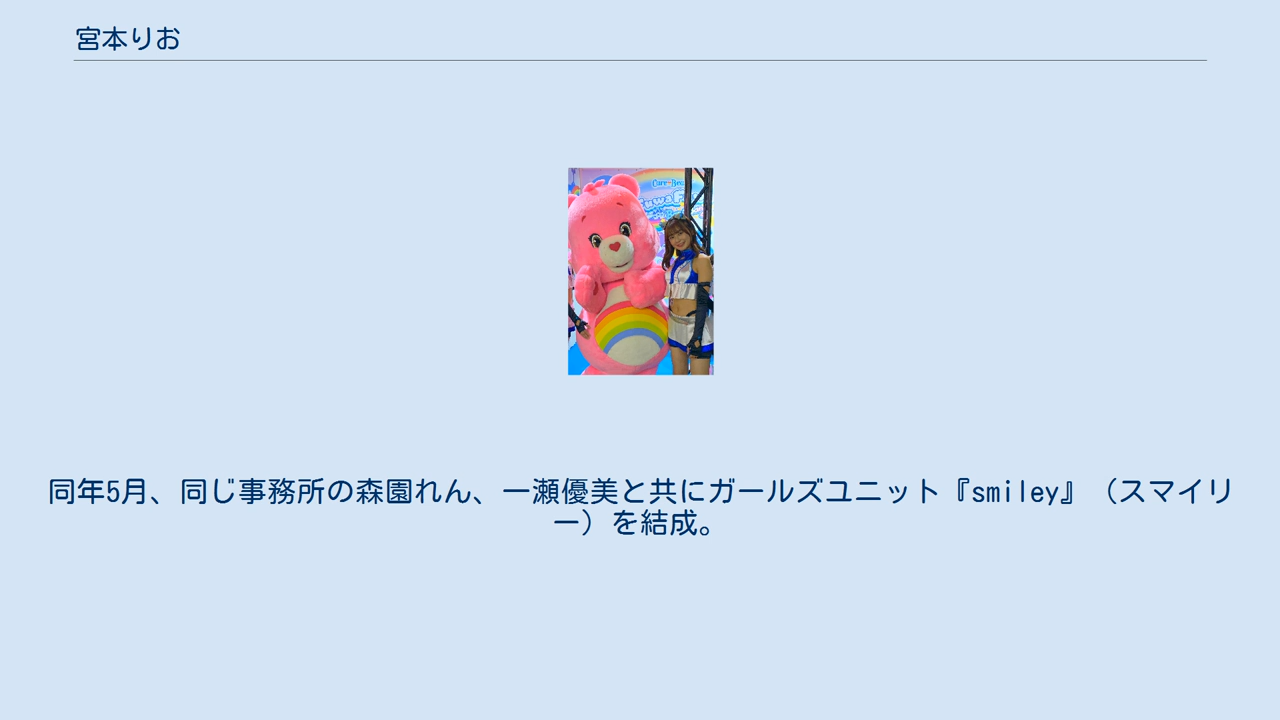 宮本りお
同年5月、同じ事務所の森園れん、一瀬優美と共にガールズユニット『smiley』（スマイリ
ー）を結成。